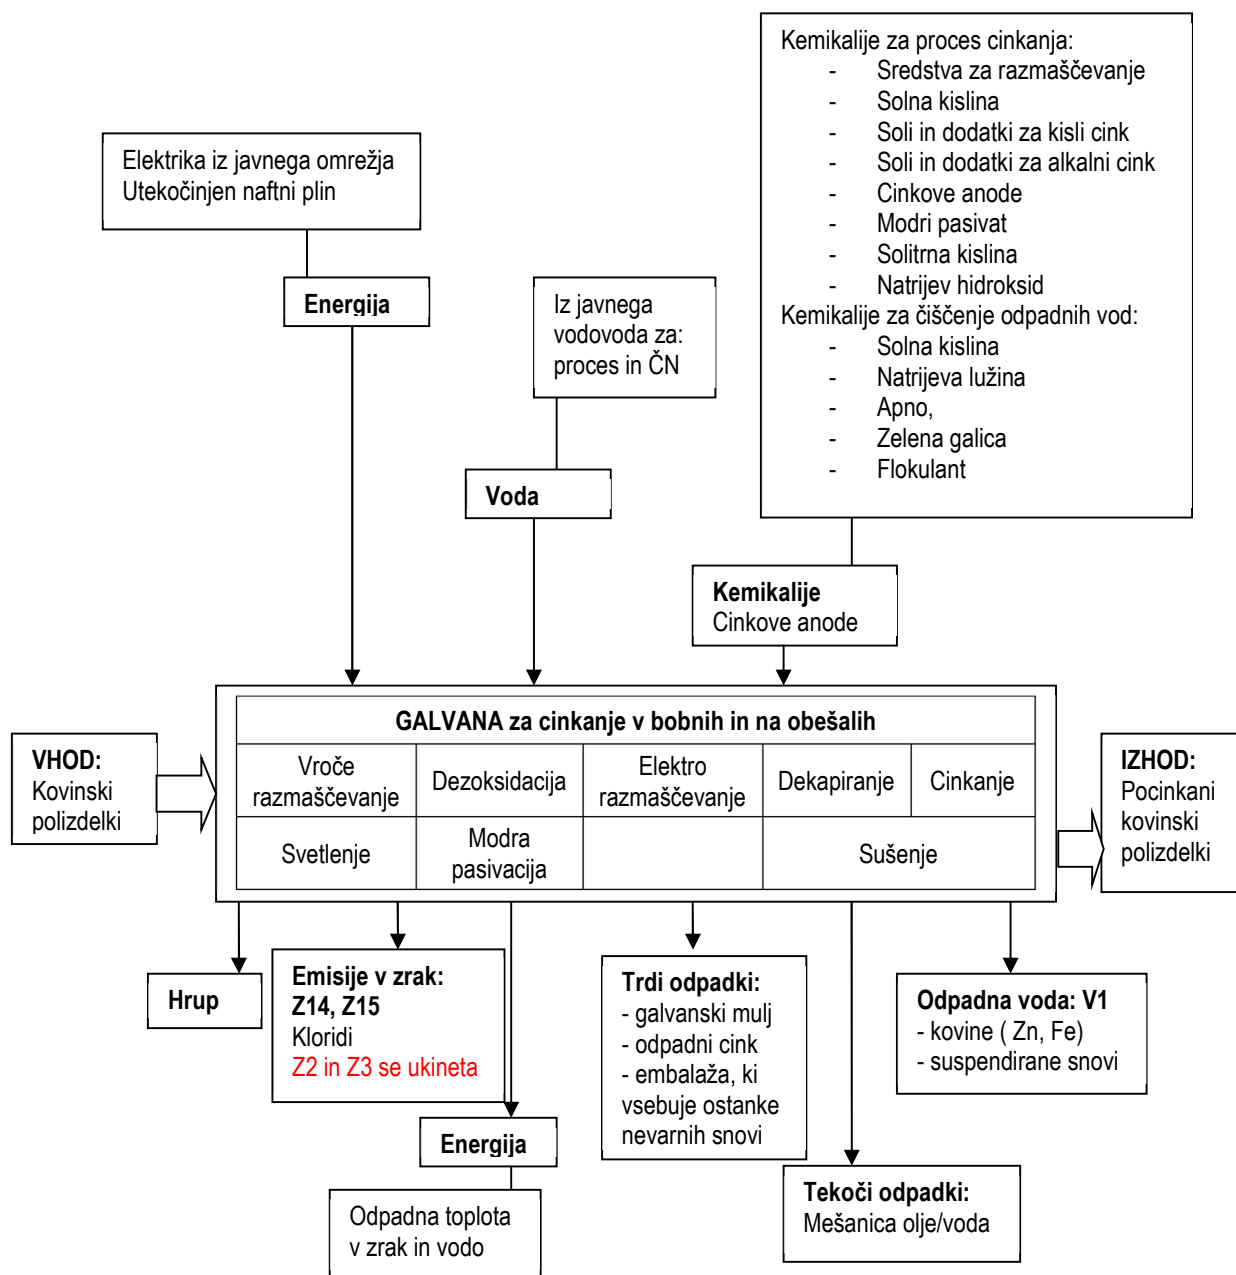 Kemikalije za proces cinkanja:
- Sredstva za razmaščevanje
- Solna kislina
- Soli in dodatki za kisli cink
- Soli in dodatki za alkalni cink
- Cinkove anode
- Modri pasivat
- Solitrna kislina
- Natrijev hidroksid
Kemikalije za čiščenje odpadnih vod:
- Solna kislina
- Natrijeva lužina
- Apno,
- Zelena galica
- Flokulant
Elektrika iz javnega omrežja
Utekočinjen naftni plin
Energija
Iz javnega
vodovoda za:
proces in ČN
Voda
Kemikalije
Cinkove anode
GALVANA za cinkanje v bobnih in na obešalih
VHOD:
Kovinski
polizdelki
Vroče
razmaščevanje
Dezoksidacija
Elektro
razmaščevanje
Dekapiranje
Cinkanje
Svetlenje
Modra
pasivacija
Sušenje
IZHOD:
Pocinkani
kovinski
polizdelki
Hrup
Emisije v zrak:
Z14, Z15
Kloridi
Z2 in Z3 se ukineta
Energija
Odpadna toplota
v zrak in vodo
Trdi odpadki:
- galvanski mulj
- odpadni cink
- embalaža, ki
vsebuje ostanke
nevarnih snovi
Tekoči odpadki:
Mešanica olje/voda
Odpadna voda: V1
- kovine ( Zn, Fe)
- suspendirane snovi